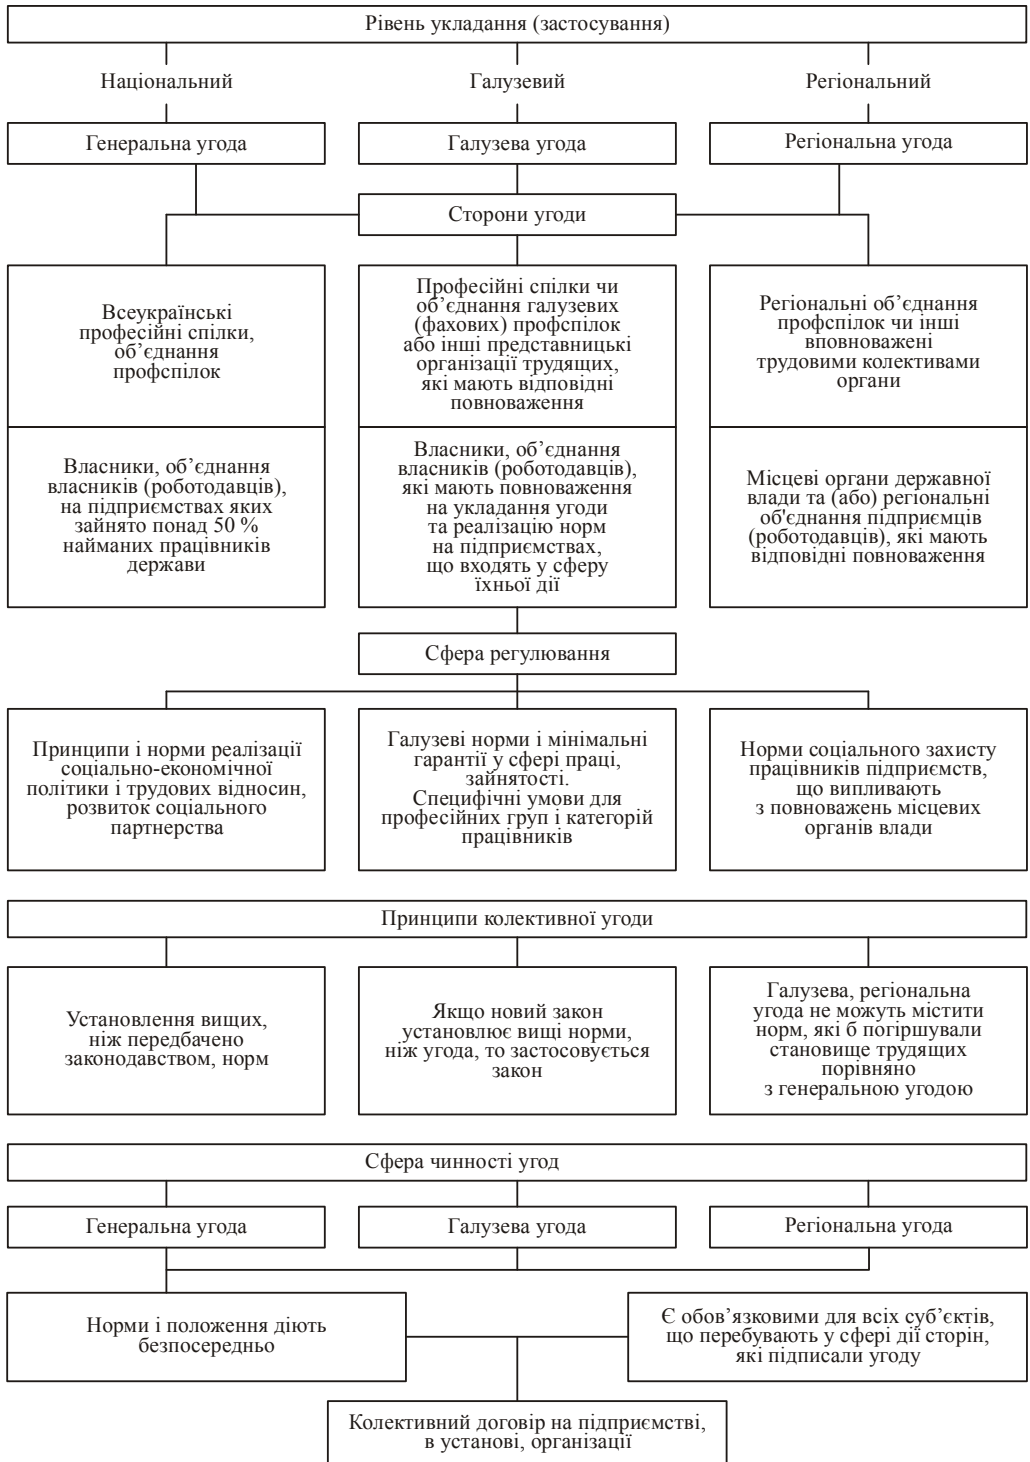 Рівень укладання (застосування)
Національний
Галузевий
Регіональний
Генеральна угода
Галузева угода
Регіональна угода
Сторони угоди
Всеукраїнські
професійні спілки,
об’єднання
профспілок
Професійні спілки чи
об’єднання галузевих
(фахових) профспілок
або інші представницькі
організації трудящих,
які мають відповідні
повноваження
Регіональні об’єднання
профспілок чи інші
вповноважені
трудовими колективами
органи
Власники, об’єднання
власників (роботодавців),
на підприємствах яких
зайнято понад 50 %
найманих працівників
держави
Власники, об’єднання
власників (роботодавців),
які мають повноваження
на укладання угоди
та реалізацію норм
на підприємствах,
що входять у сферу
їхньої дії
Місцеві органи державної
влади та (або) регіональні
об'єднання підприємців
(роботодавців), які мають
відповідні повноваження
Сфера регулювання
Принципи і норми реалізації
соціально-економічної
політики і трудових відносин,
розвиток соціального
партнерства
Галузеві норми і мінімальні
гарантії у сфері праці,
зайнятості.
Специфічні умови для
професійних груп і категорій
працівників
Норми соціального захисту
працівників підприємств,
що випливають
з повноважень місцевих
органів влади
Принципи колективної угоди
Установлення вищих,
ніж передбачено
законодавством, норм
Якщо новий закон
установлює вищі норми,
ніж угода, то застосовується
закон
Галузева, регіональна
угода не можуть містити
норм, які б погіршували
становище трудящих
порівняно
з генеральною угодою
Сфера чинності угод
Генеральна угода
Галузева угода
Регіональна угода
Норми і положення діють
безпосередньо
Є обов’язковими для всіх суб’єктів,
що перебувають у сфері дії сторін,
які підписали угоду
Колективний договір на підприємстві,
в установі, організації